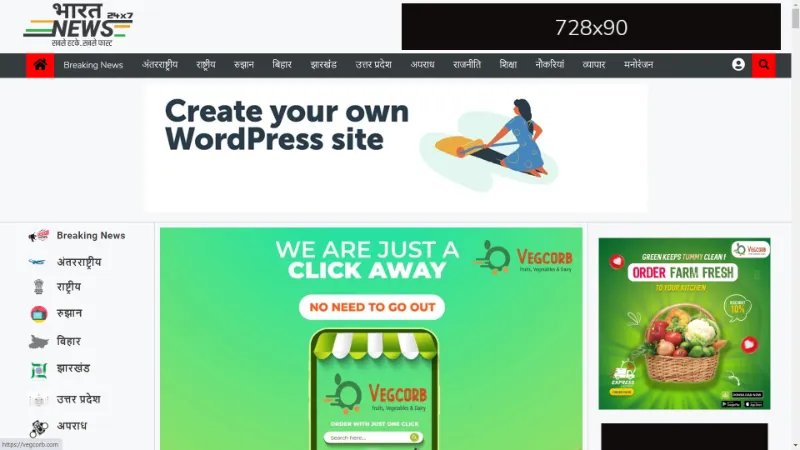 भारत
NEWS 24x7
सबसे हटके, सबसे फास्ट
728x90
Breaking News अंतरराष्ट्रीय राष्ट्रीय रुझान बिहार झारखंड उत्तर प्रदेश अपराध राजनीति शिक्षा नौकरियां व्यापार मनोरंजन
Create your own
WordPress site
Breaking News
अंतरराष्ट्रीय
राष्ट्रीय
रुझान
बिहार
झारखंड
उत्तर प्रदेश
अपराध
https://vegcorb.com
WE ARE JUST A
CLICK AWAY
VEGCORB
Fruits, Vegetables & Dairy
NO NEED TO GO OUT
VEGCORB
Fruits, Vegetables & Dairy
ORDER WITH JUST ONE CLICK
Search here...
GREEN KEEPS TUMMY CLEAN !
VEGCORB
ORDER FARM FRESH
TO YOUR KITCHEN
10%
EXPRESS